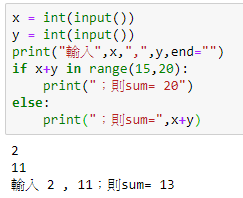 x = int(input())
y = int(input())
print("輸入",x,",",y,end="")
if x+y in range(15,20):
    print("；則sum= 20")
else:
    print("；則sum=",x+y)
2
11
輸入 2 , 11；則sum= 13